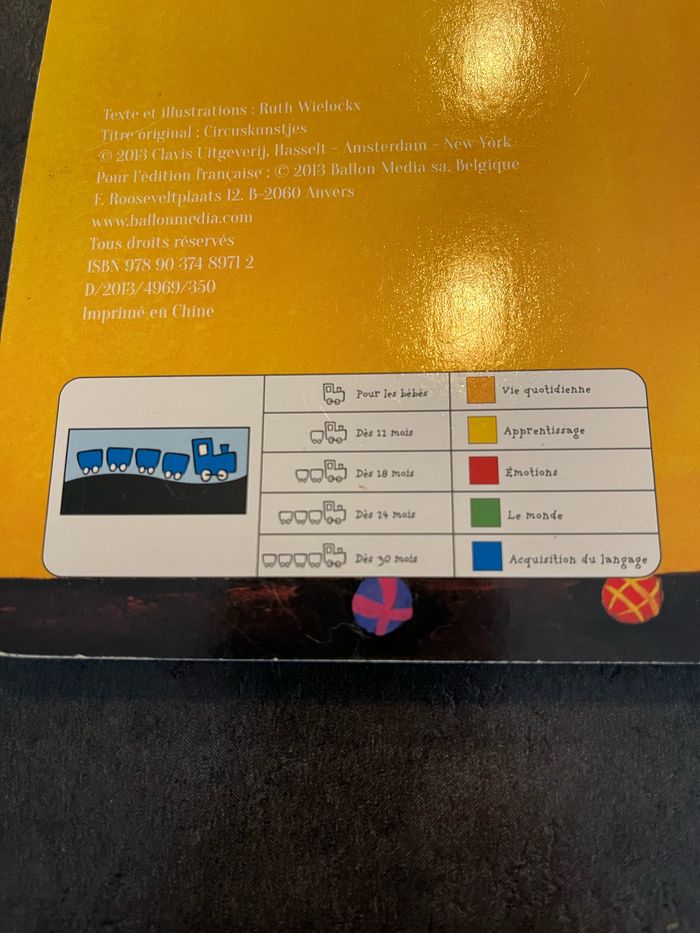 Texte et illustrations : Ruth Wielockx
Titre original : Circuskunstjes
© 2013 Clavis Uitgeverij, Hasselt – Amsterdam – New York
Pour l'édition française : © 2013 Ballon Media sa, Belgique
F. Rooseveltplaats 12, B-2060 Anvers
www.ballonmedia.com
Tous droits réservés
ISBN 978 90 374 8971 2
D/2013/4969/350
Imprimé en Chine
Pour les bébés
Vie quotidienne
Dès 12 mois
Apprentissage
Dès 18 mois
Émotions
Dès 24 mois
Le monde
Dès 30 mois
Acquisition du langage